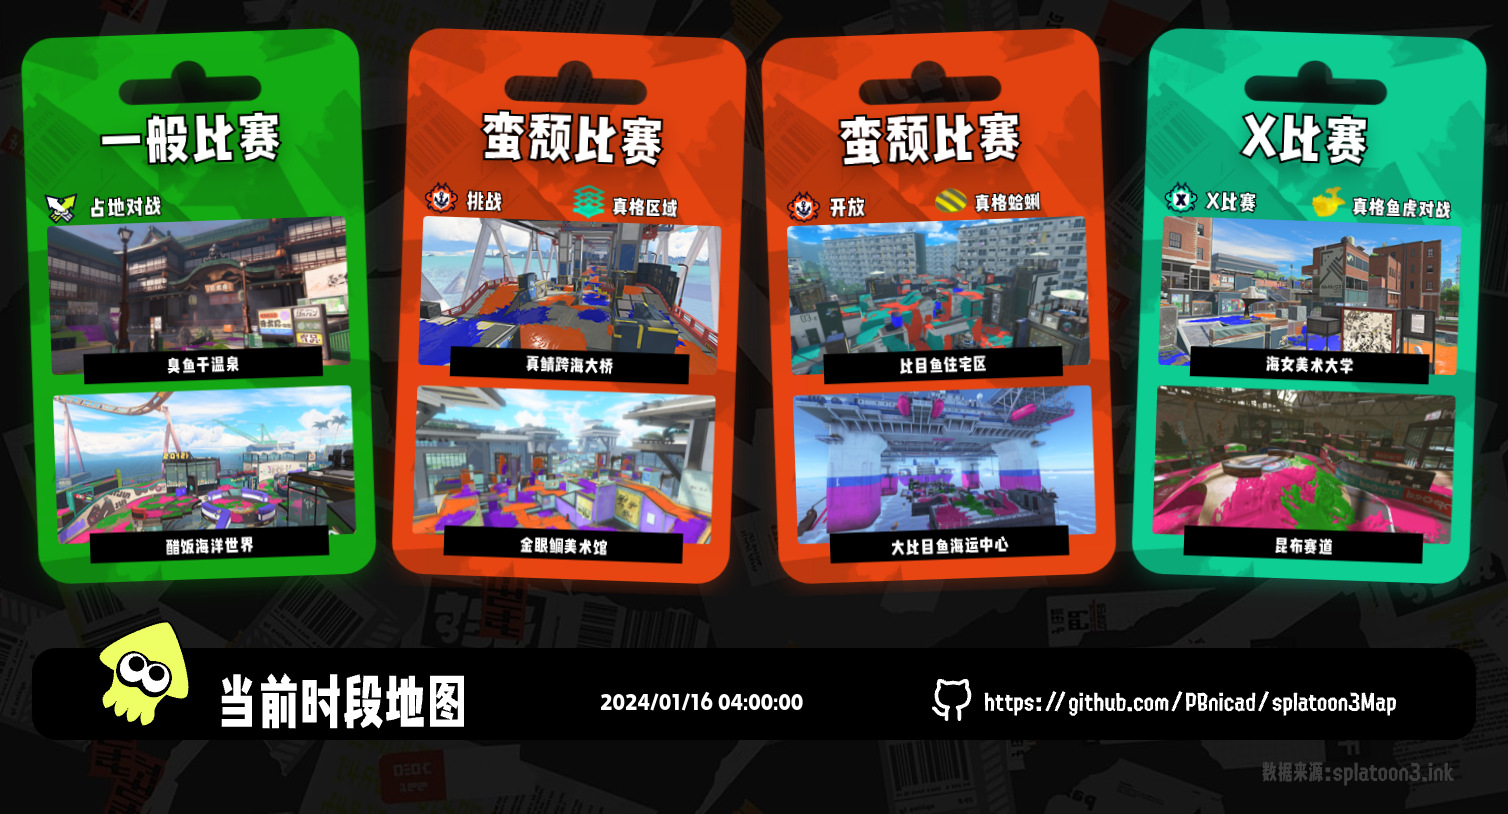 一般比赛
占地对战
臭鱼干温泉
醋饭海洋世界
蛮颓比赛
挑战
真格区域
真鲭跨海大桥
金眼鲷美术馆
蛮颓比赛
开放
真格蛤蜊
比目鱼住宅区
大比目鱼海运中心
X比赛
X比赛
真格鱼虎对战
海女美术大学
昆布赛道
当前时段地图
2024/01/16 04:00:00
https://github.com/PBnicad/splatoon3Map
数据来源:splatoon3.ink